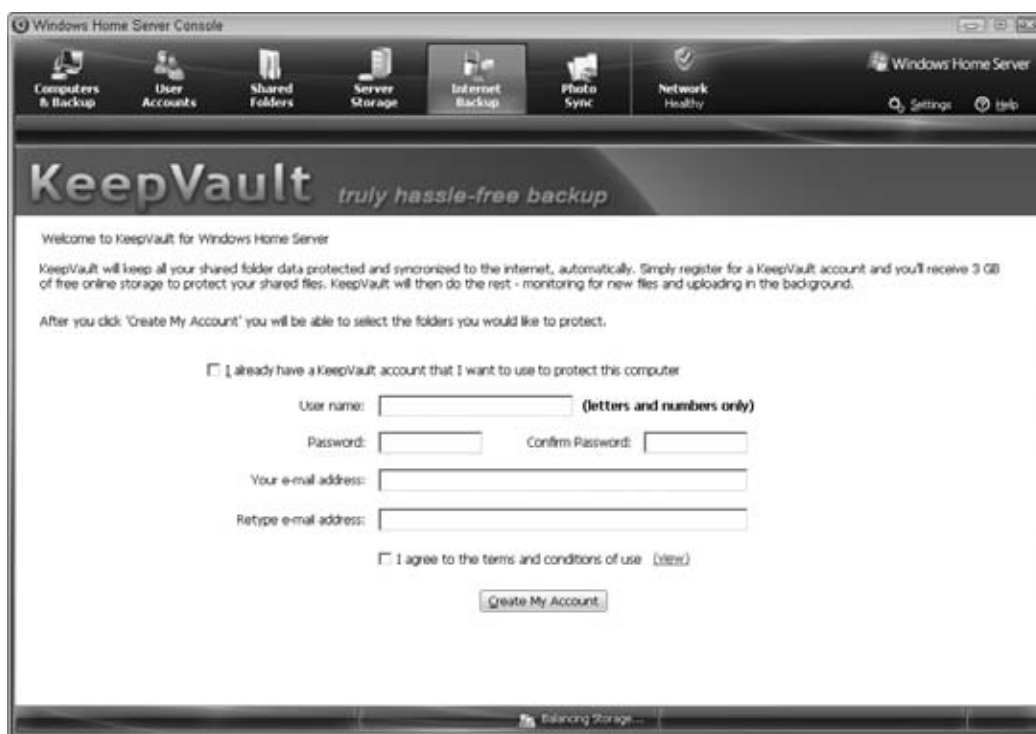 Windows Home Server Console
Computers & Backup
User Accounts
Shared Folders
Server Storage
Internet Backup
Photo Sync
Network Healthy
Windows Home Server
Settings
Help
KeepVault truly hassle-free backup
Welcome to KeepVault for Windows Home Server
KeepVault will keep all your shared folder data protected and syncronized to the internet, automatically. Simply register for a KeepVault account and you'll receive 3 GB
of free online storage to protect your shared files. KeepVault will then do the rest - monitoring for new files and uploading in the background.
After you click 'Create My Account' you will be able to select the folders you would like to protect.
I already have a KeepVault account that I want to use to protect this computer
User name: (letters and numbers only)
Password: Confirm Password:
Your e-mail address:
Retype e-mail address:
I agree to the terms and conditions of use (view)
Create My Account
Balancing Storage...